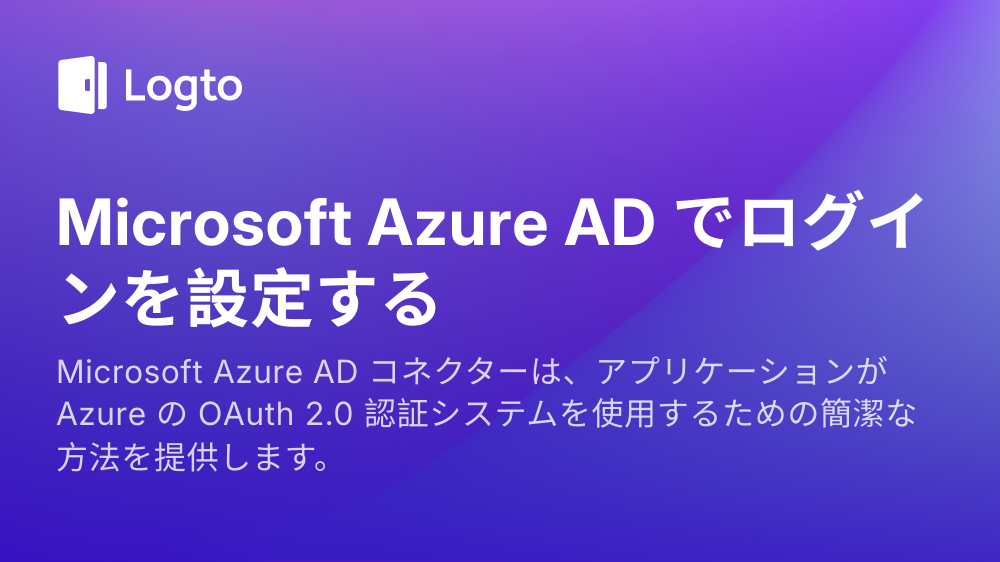 Logto
Microsoft Azure AD でログイ
ンを設定する
Microsoft Azure AD コネクターは、アプリケーションが
Azure の OAuth 2.0 認証システムを使用するための簡潔な
方法を提供します。